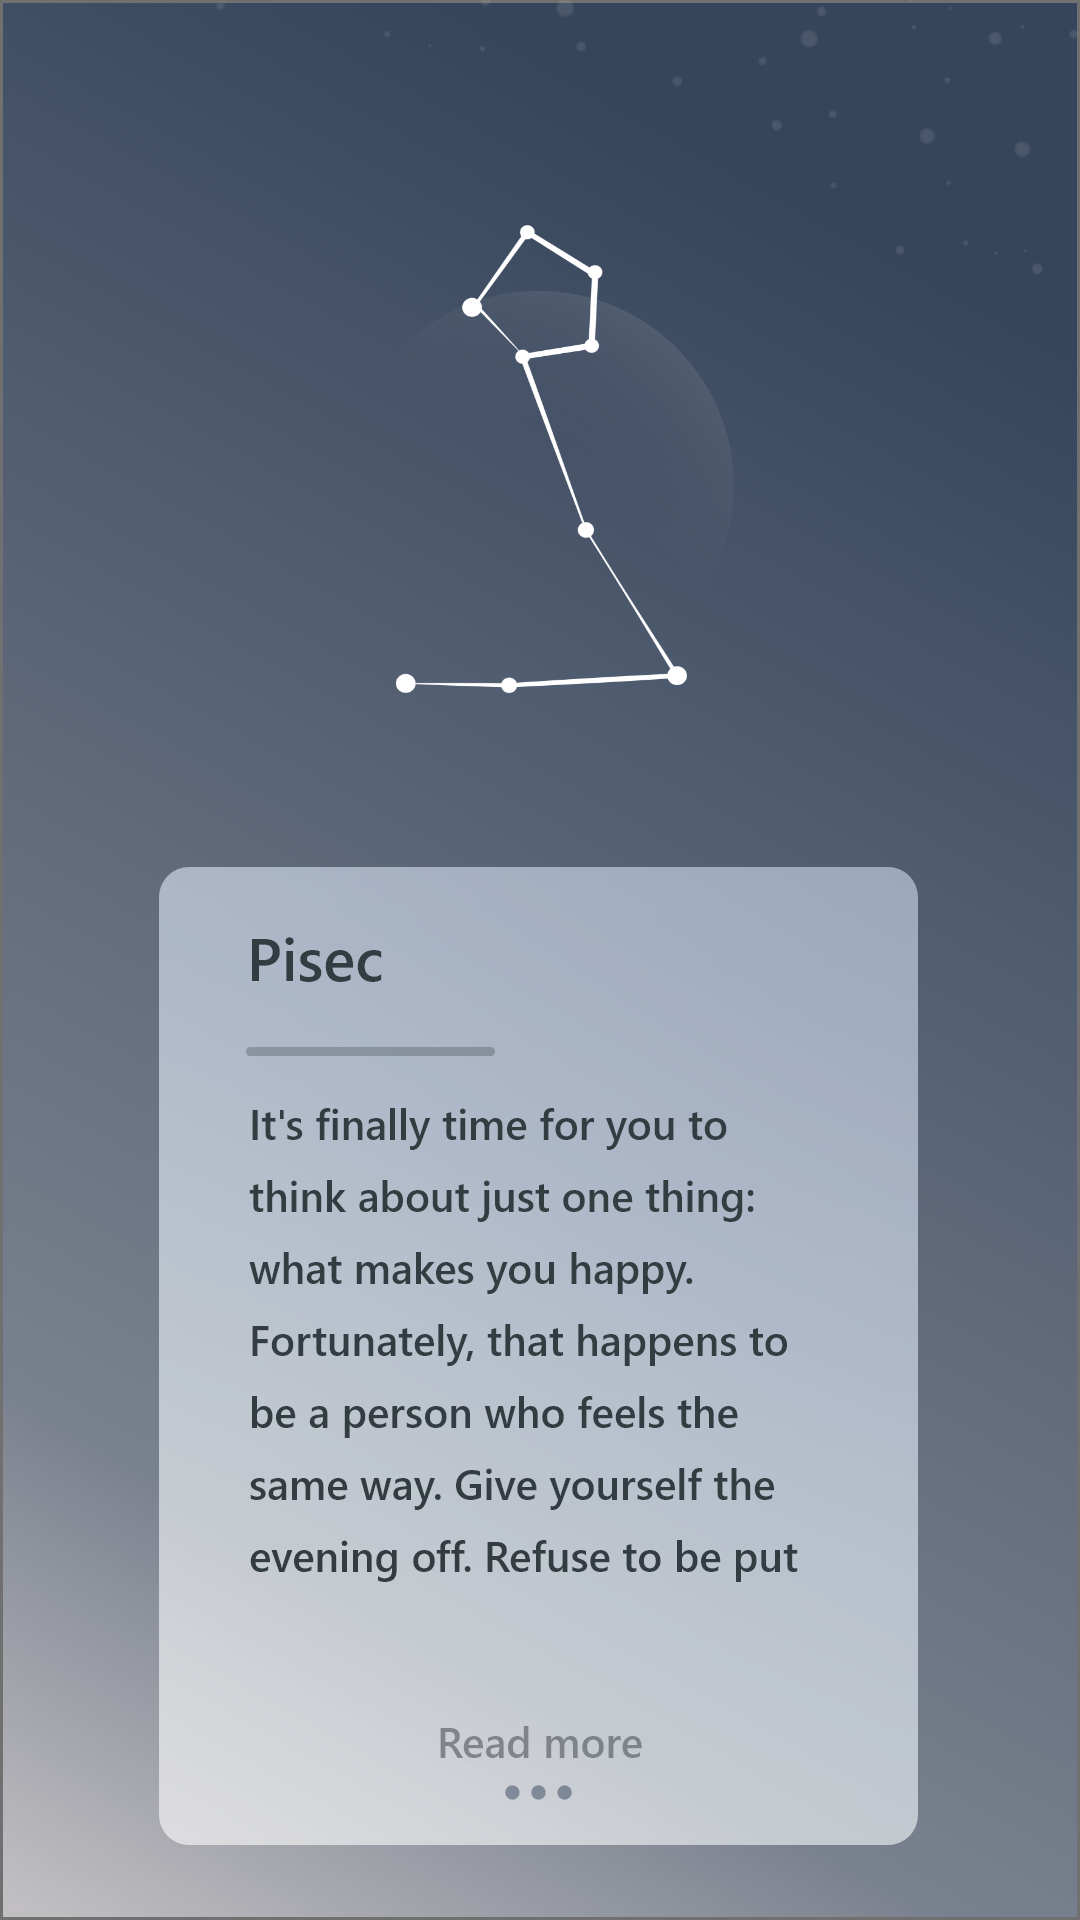 Pisec
It's finally time for you to
think about just one thing:
what makes you happy.
Fortunately, that happens to
be a person who feels the
same way. Give yourself the
evening off. Refuse to be put
Read more